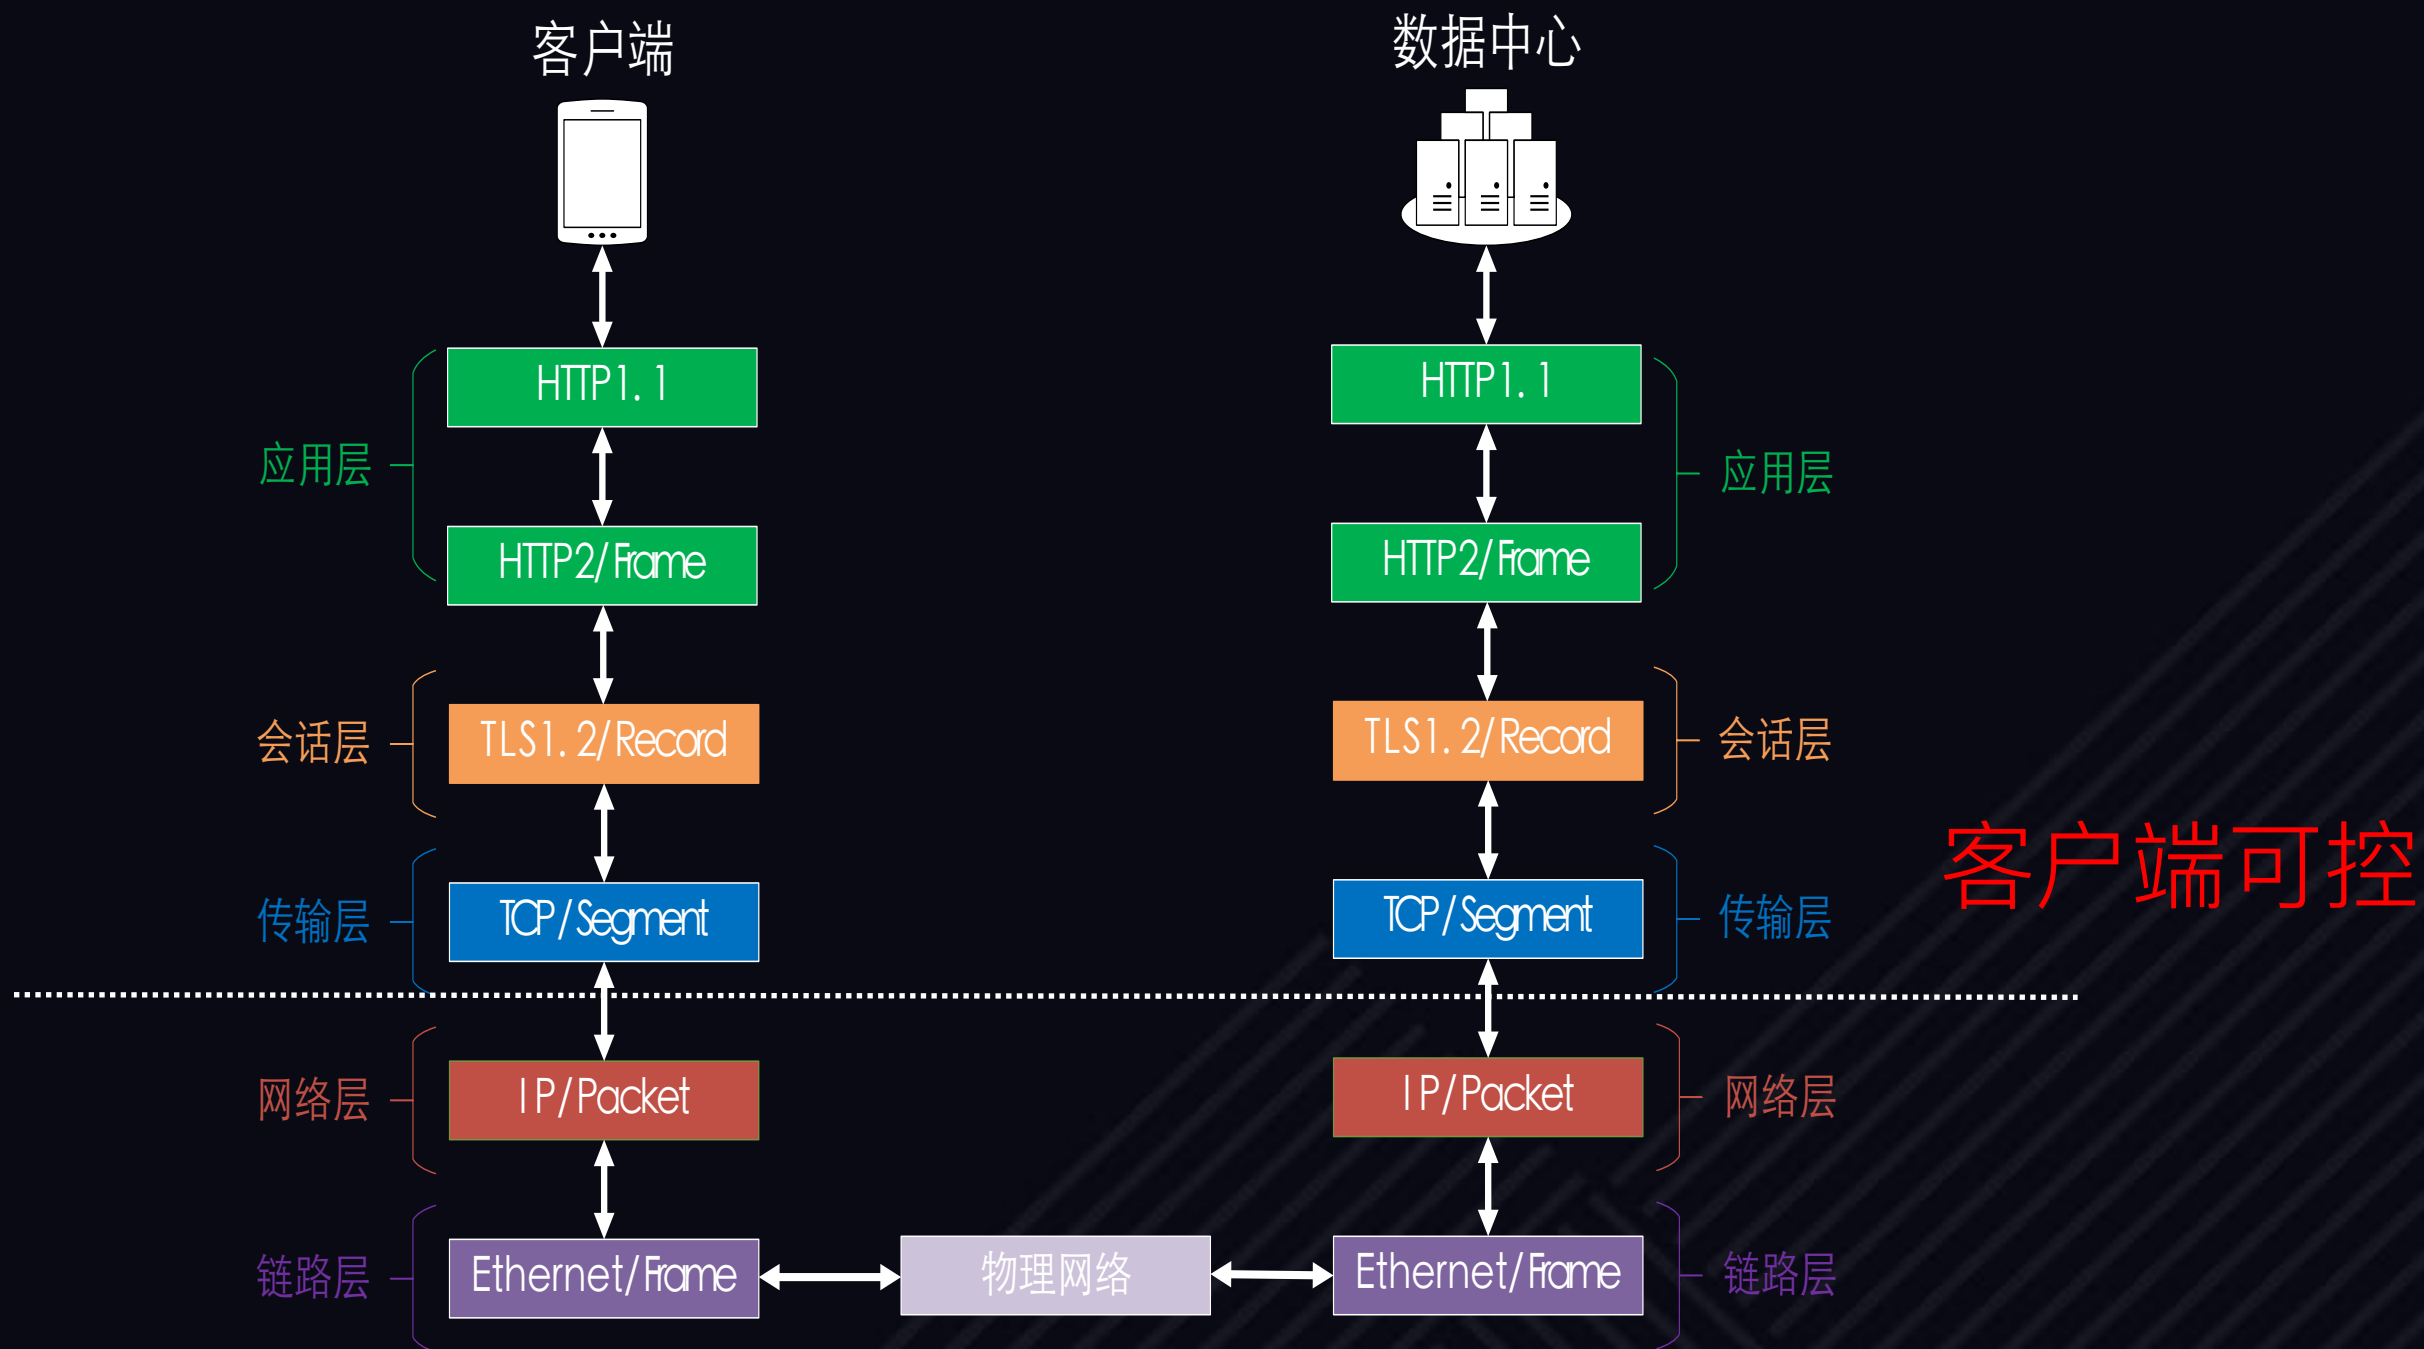 客户端
数据中心
HTTP1.1
HTTP1.1
应用层
应用层
HTTP2/Frame
HTTP2/Frame
会话层
TLS1.2/Record
TLS1.2/Record
会话层
客户端可控
传输层
TCP/Segment
TCP/Segment
传输层
网络层
IP/Packet
IP/Packet
网络层
链路层
Ethernet/Frame
物理网络
Ethernet/Frame
链路层